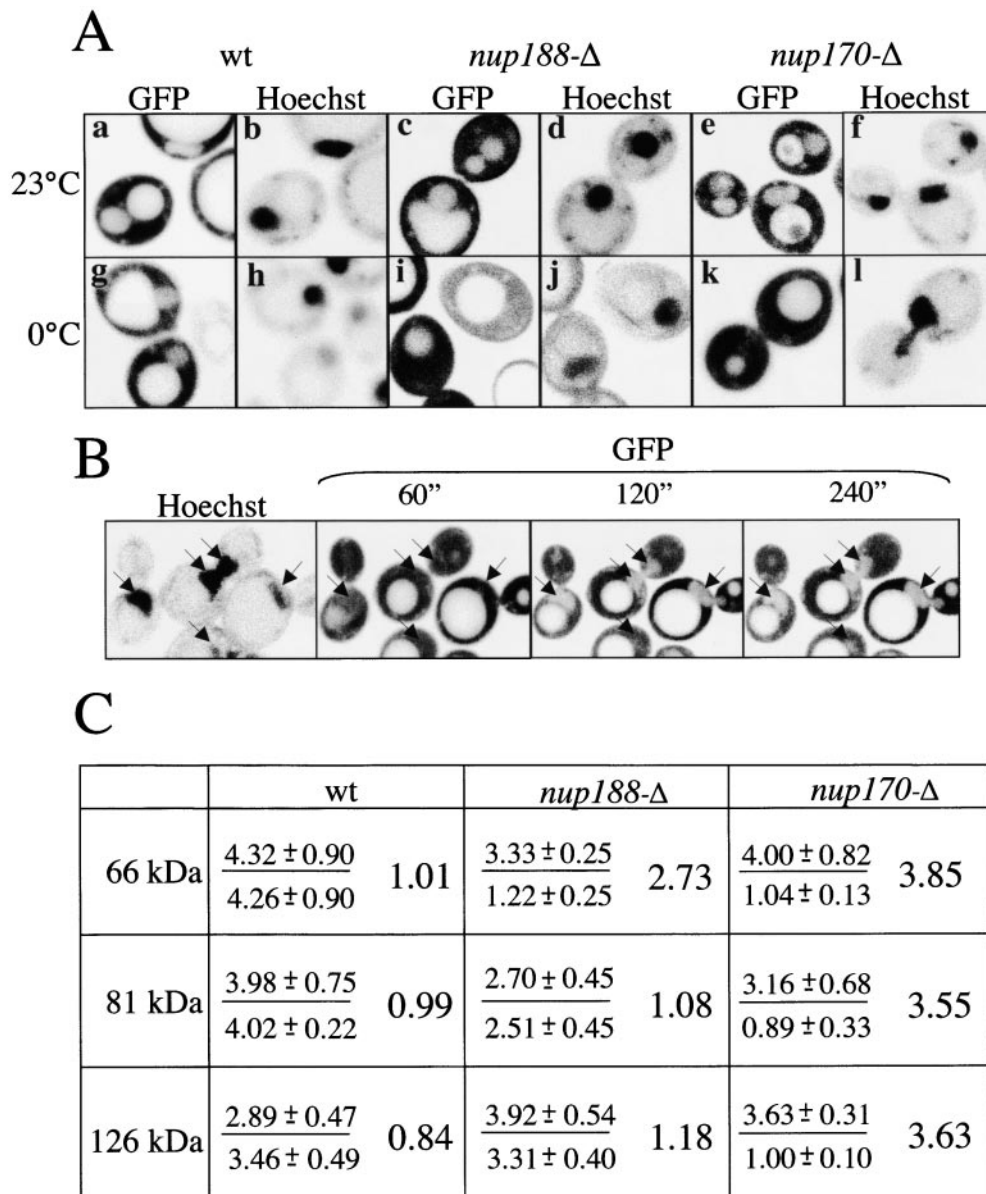 A
wt nup188-Δ nup170-Δ
GFP Hoechst GFP Hoechst GFP Hoechst
23°C a b c d e f
0°C g h i j k l
B
GFP
Hoechst 60” 120” 240”
C
wt nup188-Δ nup170-Δ
66 kDa 4.32 ± 0.90 / 4.26 ± 0.90 1.01 3.33 ± 0.25 / 1.22 ± 0.25 2.73 4.00 ± 0.82 / 1.04 ± 0.13 3.85
81 kDa 3.98 ± 0.75 / 4.02 ± 0.22 0.99 2.70 ± 0.45 / 2.51 ± 0.45 1.08 3.16 ± 0.68 / 0.89 ± 0.33 3.55
126 kDa 2.89 ± 0.47 / 3.46 ± 0.49 0.84 3.92 ± 0.54 / 3.31 ± 0.40 1.18 3.63 ± 0.31 / 1.00 ± 0.10 3.63